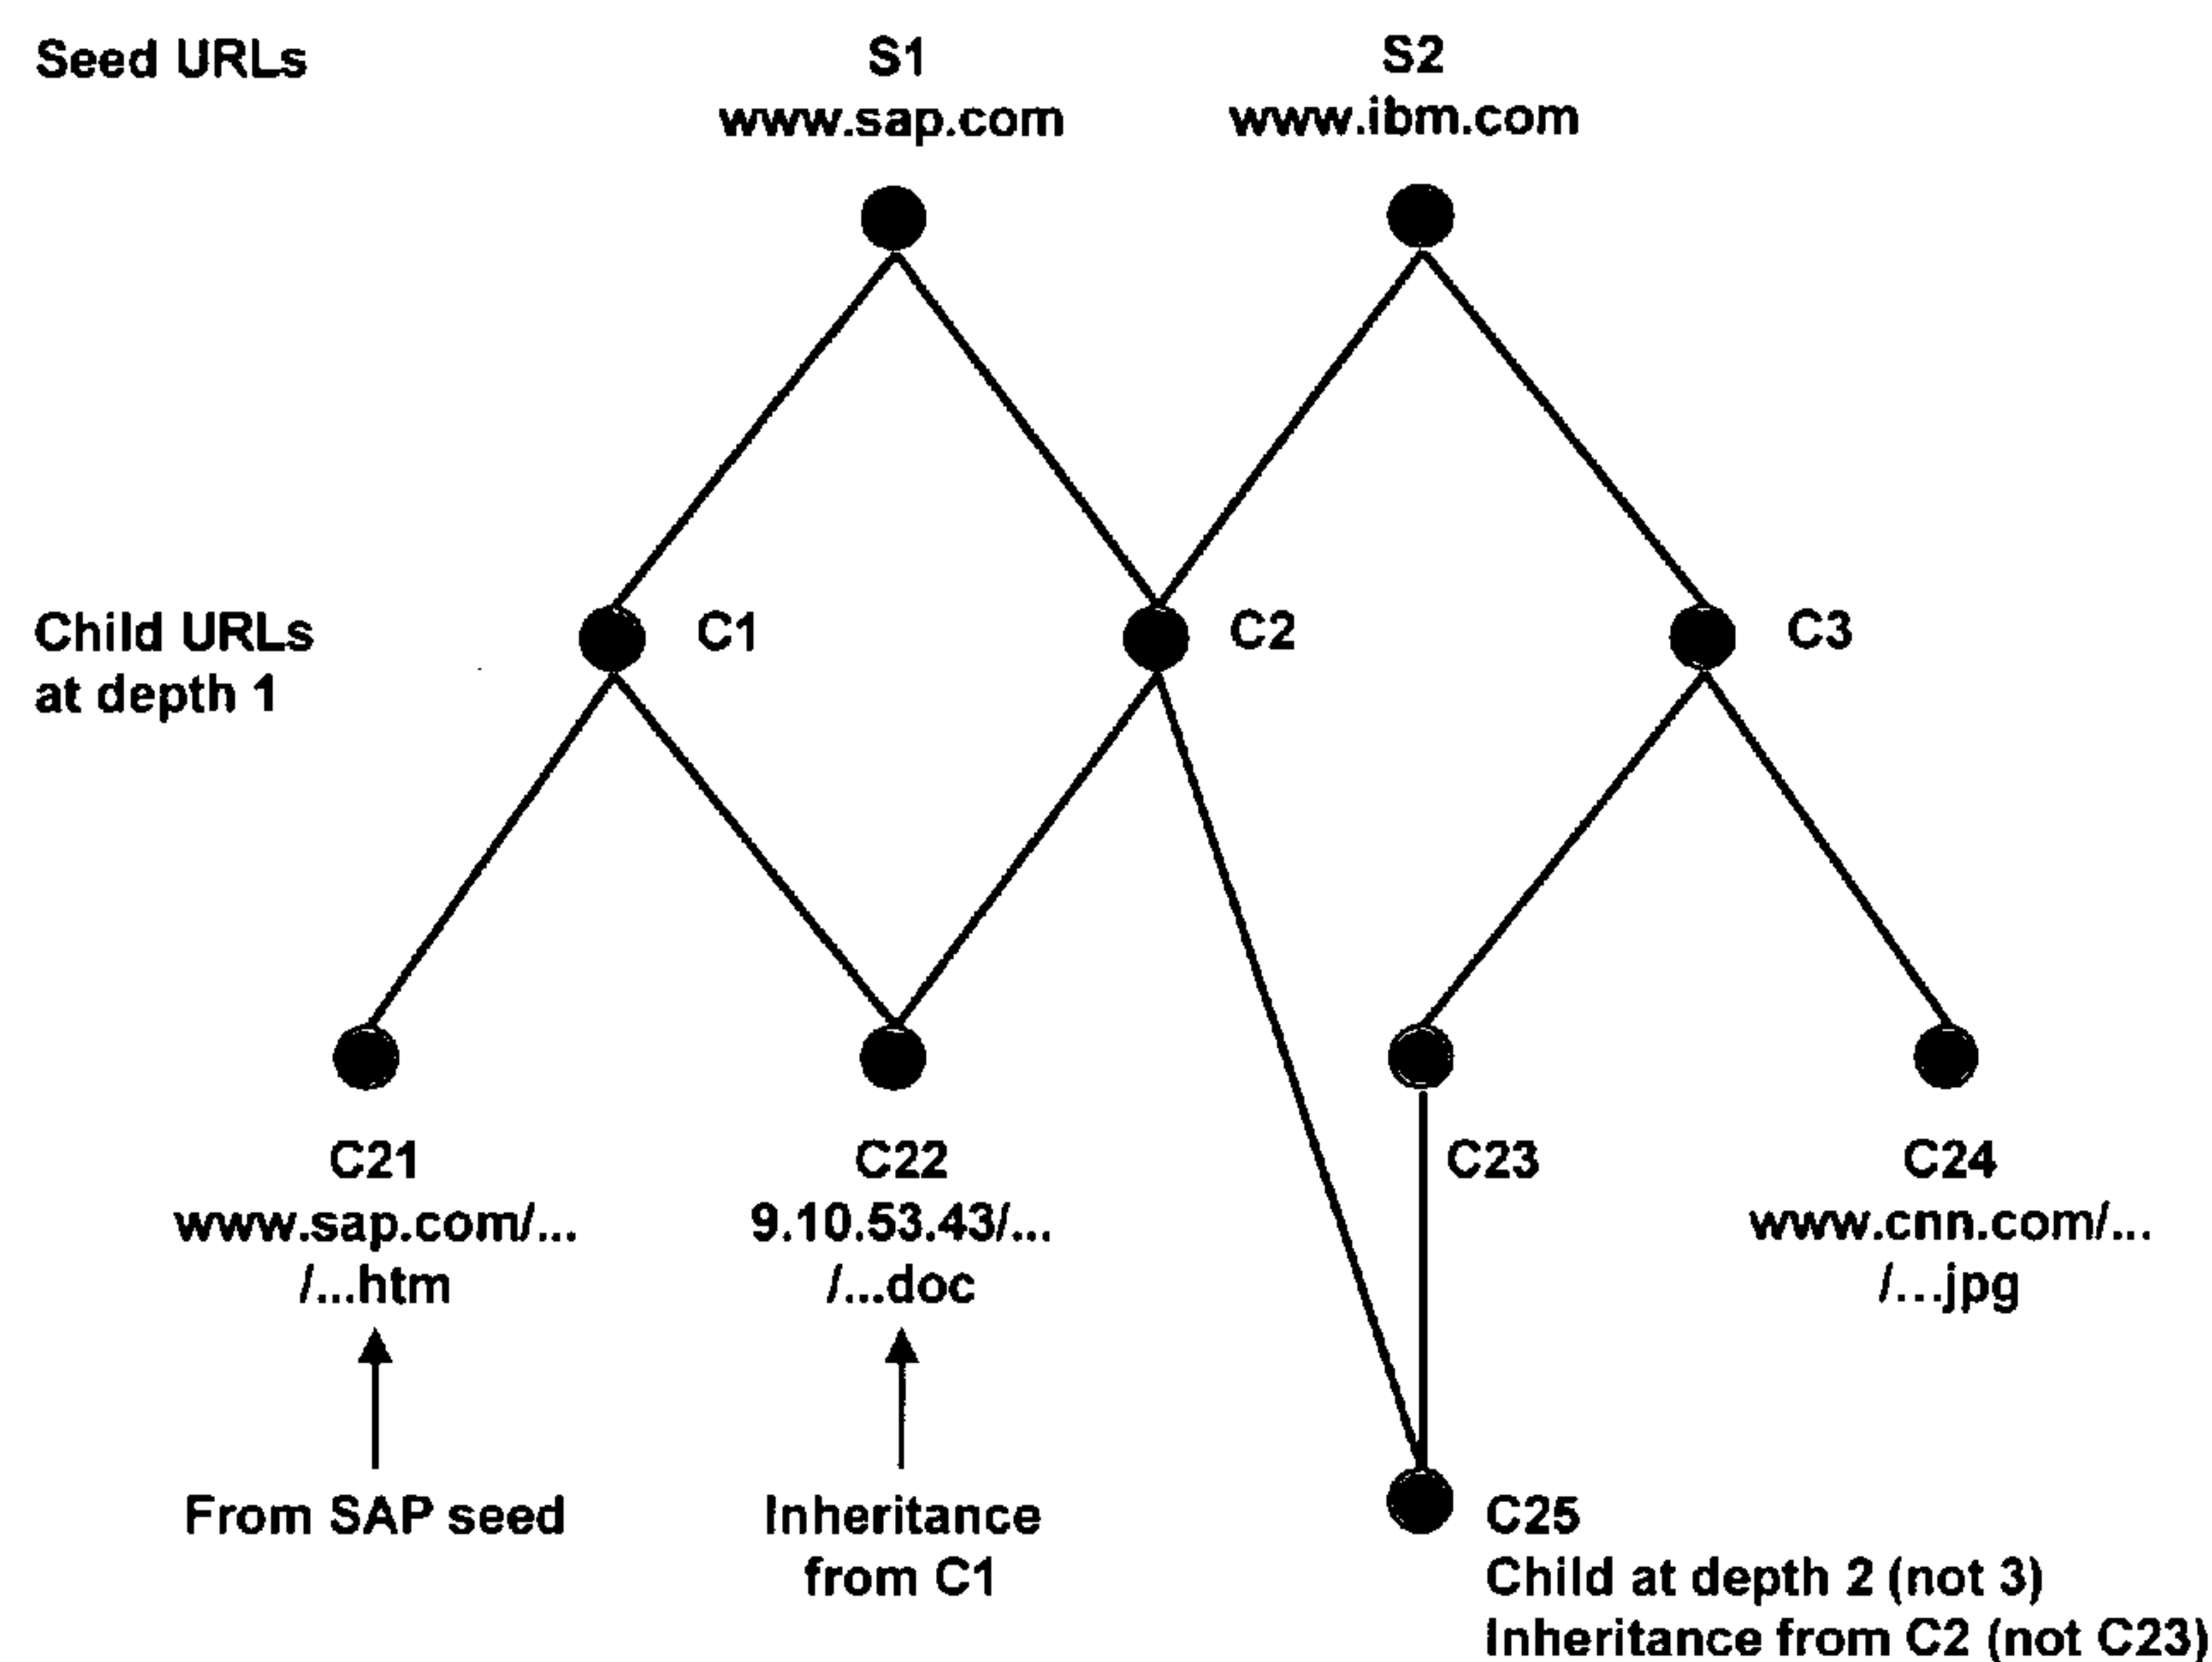 Seed URLs
S1
www.sap.com
S2
www.ibm.com
Child URLs
at depth 1
C1
C2
C3
C21
www.sap.com/...
/...htm
C22
9.10.53.43/...
/...doc
C23
C24
www.cnn.com/...
/...jpg
From SAP seed
Inheritance
from C1
C25
Child at depth 2 (not 3)
Inheritance from C2 (not C23)